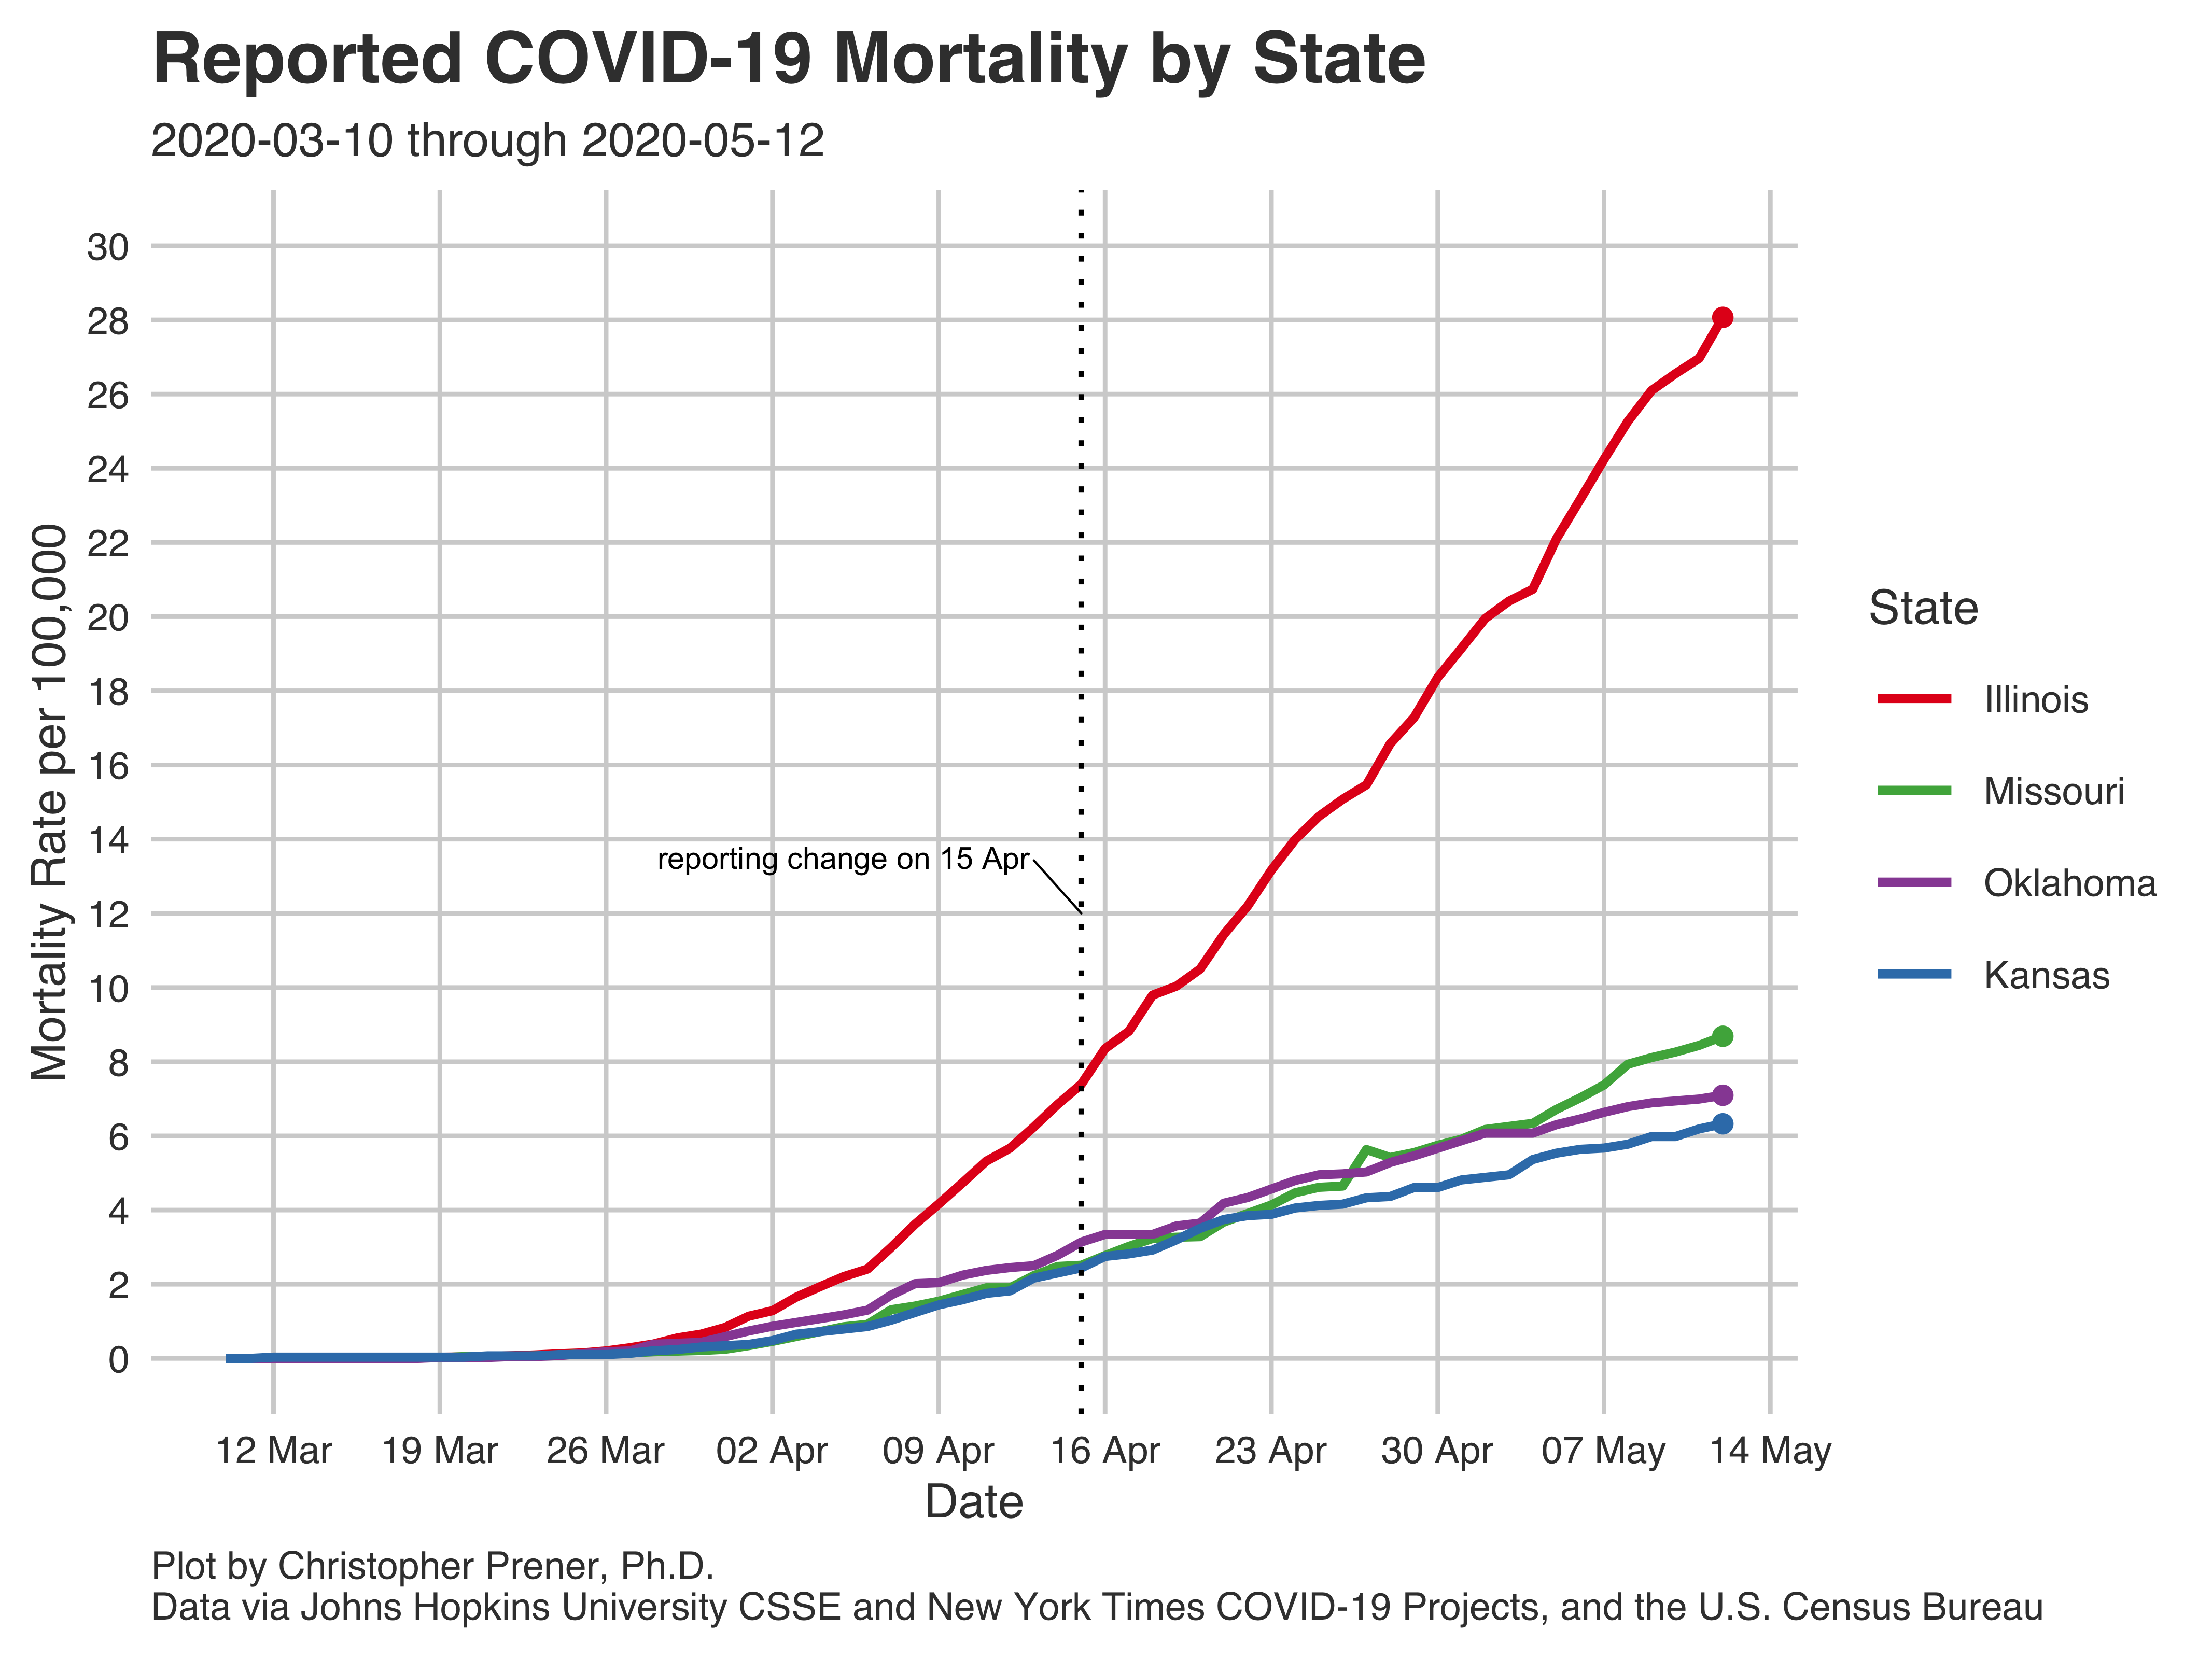 Reported COVID-19 Mortality by State
2020-03-10 through 2020-05-12
Mortality Rate per 100,000
30
28
26
24
22
20
18
16
14
12
10
8
6
4
2
0
reporting change on 15 Apr
12 Mar 19 Mar 26 Mar 02 Apr 09 Apr 16 Apr 23 Apr 30 Apr 07 May 14 May
Date
State
Illinois
Missouri
Oklahoma
Kansas
Plot by Christopher Prener, Ph.D.
Data via Johns Hopkins University CSSE and New York Times COVID-19 Projects, and the U.S. Census Bureau